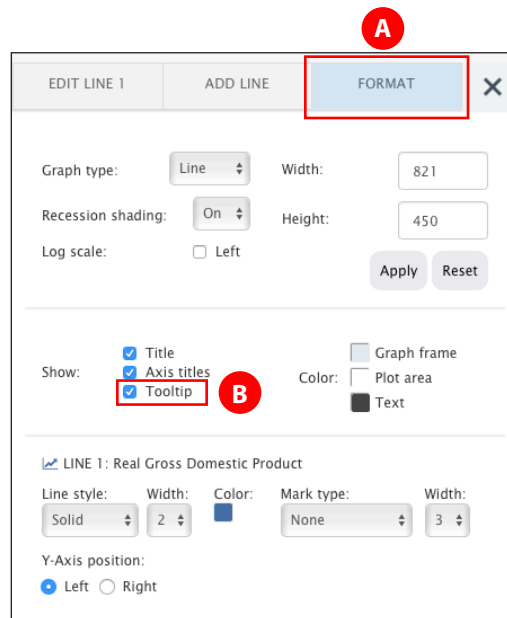 A
EDIT LINE 1 ADD LINE FORMAT
Graph type: Line Width: 821
Recession shading: On Height: 450
Log scale: Left
Apply Reset
Show: Title
Axis titles
Tooltip B
Color: Graph frame
Plot area
Text
LINE 1: Real Gross Domestic Product
Line style: Width: Color: Mark type: Width:
Solid 2 None 3
Y-Axis position:
Left Right